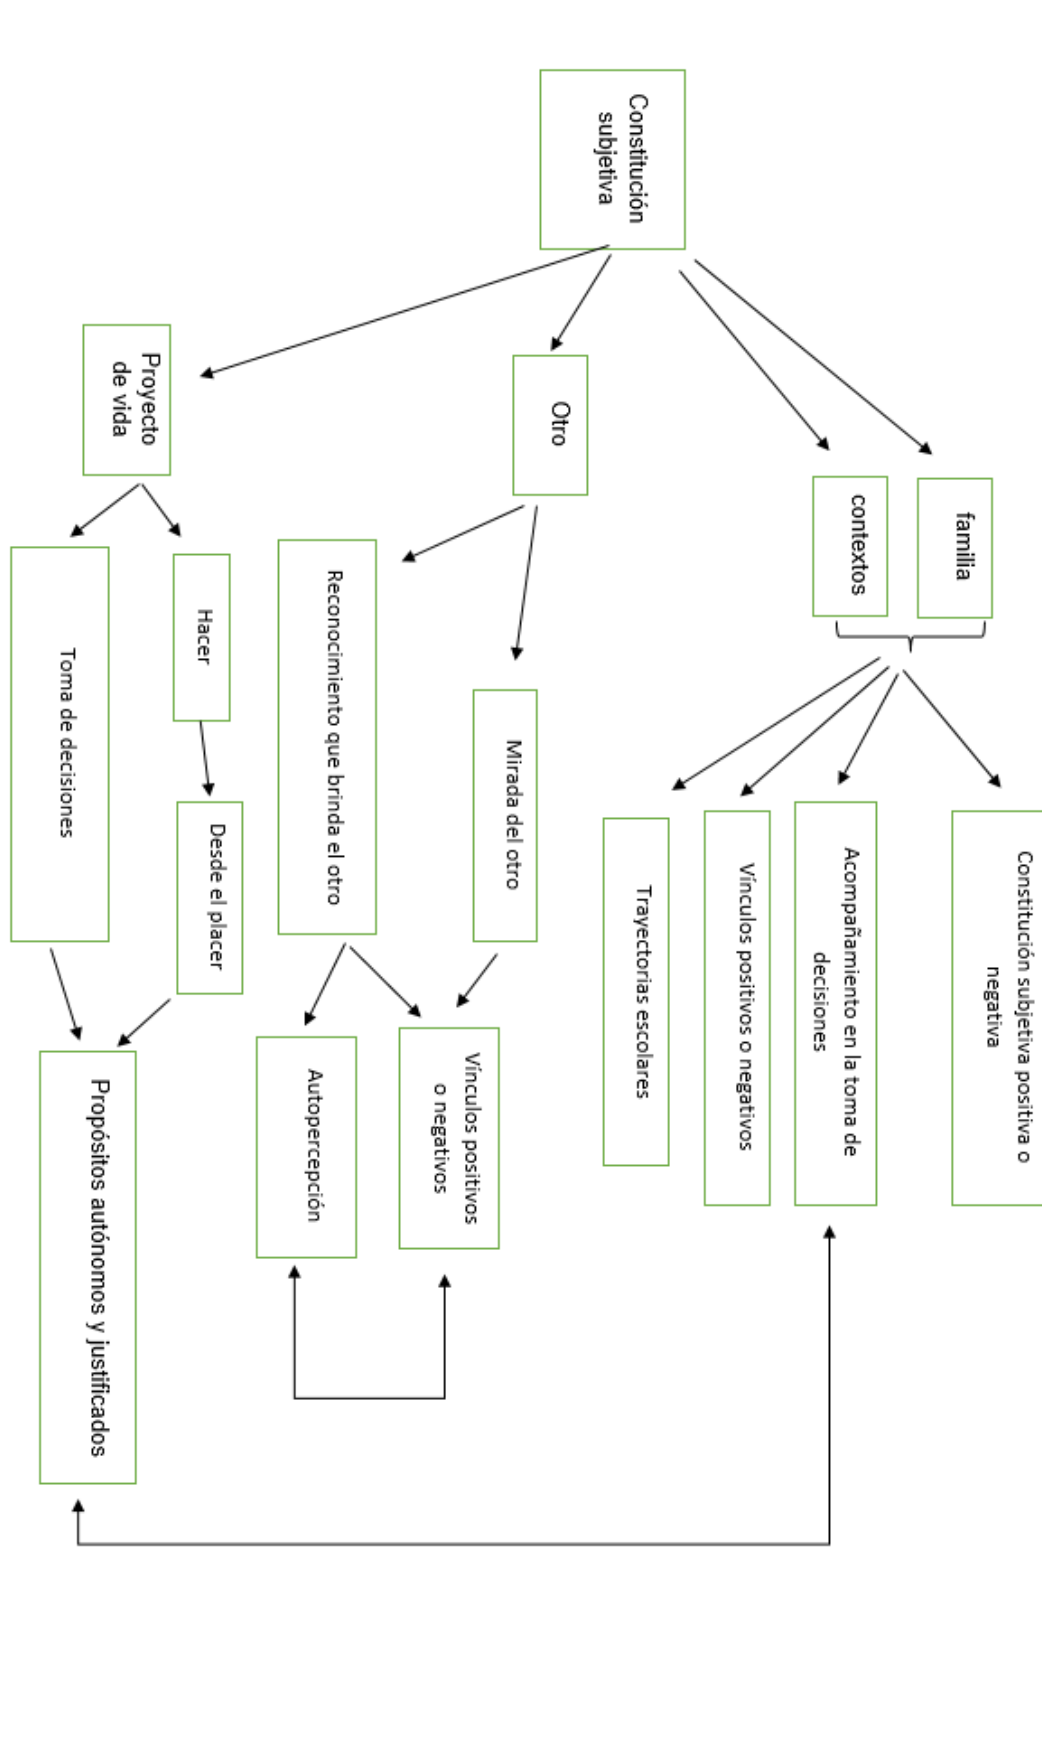 Constitución
subjetiva
familia
contextos
Constitución subjetiva positiva o
negativa
Acompañamiento en la toma de
decisiones
Vínculos positivos o negativos
Trayectorias escolares
Otro
Mirada del otro
Reconocimiento que brinda el otro
Vínculos positivos
o negativos
Autopercepción
Proyecto
de vida
Hacer
Desde el placer
Toma de decisiones
Propósitos autónomos y justificados